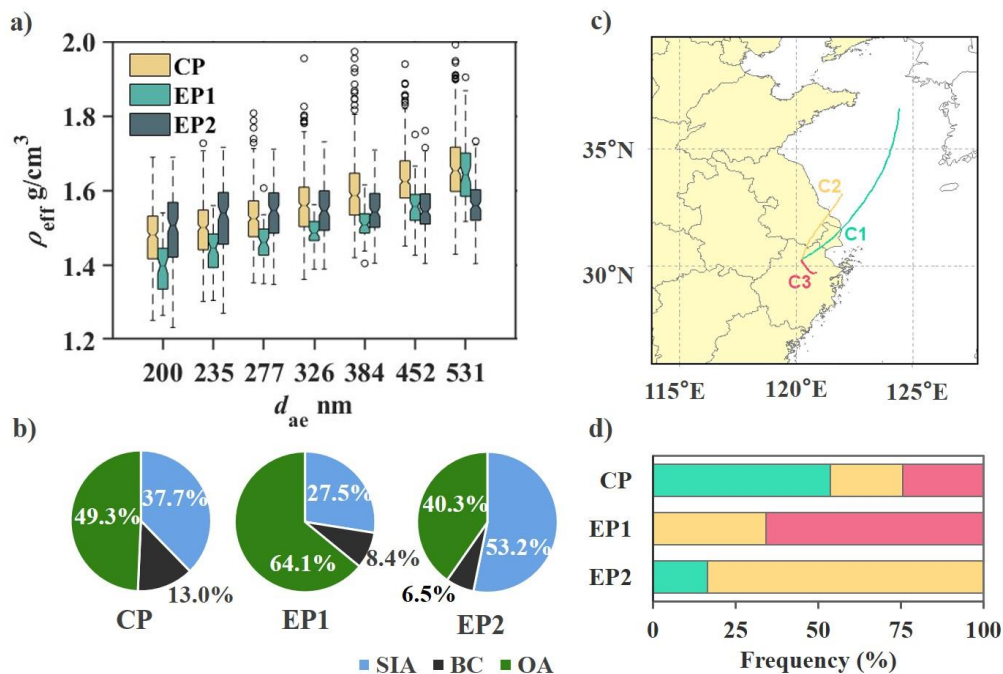 a)
2.0
1.8
1.6
1.4
1.2
ρeff g/cm³
CP
EP1
EP2
200 235 277 326 384 452 531
dae nm
c)
35°N
30°N
115°E 120°E 125°E
C2
C1
C3
b)
37.7%
49.3%
13.0%
CP
27.5%
64.1%
8.4%
EP1
40.3%
53.2%
6.5%
EP2
SIA BC OA
d)
CP
EP1
EP2
0 25 50 75 100
Frequency (%)